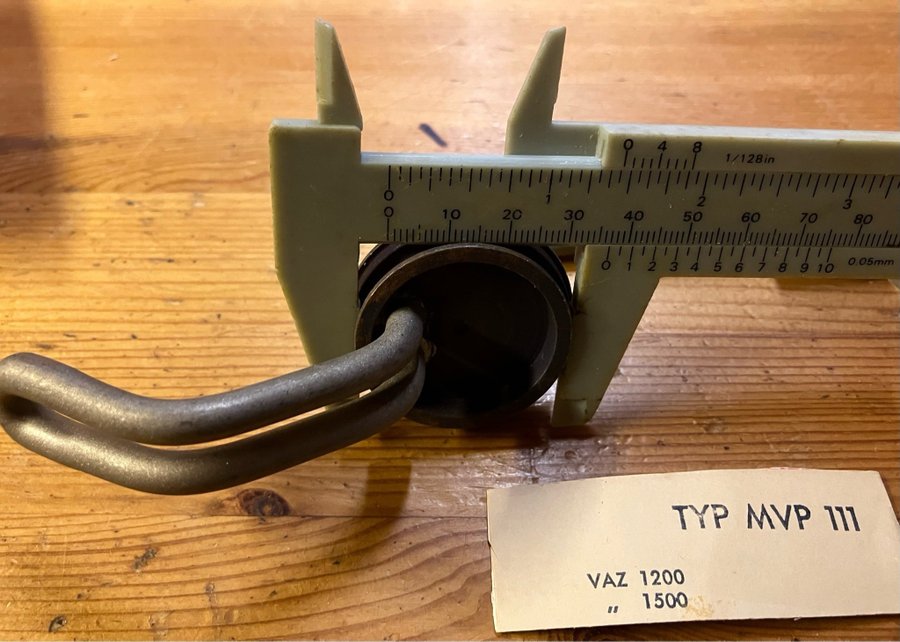 0 4 8 1/128in
0 1 2 3
0 10 20 30 40 50 60 70 80
0 1 2 3 4 5 6 7 8 9 10 0.05mm
TYP MVP 111
VAZ 1200
„ 1500